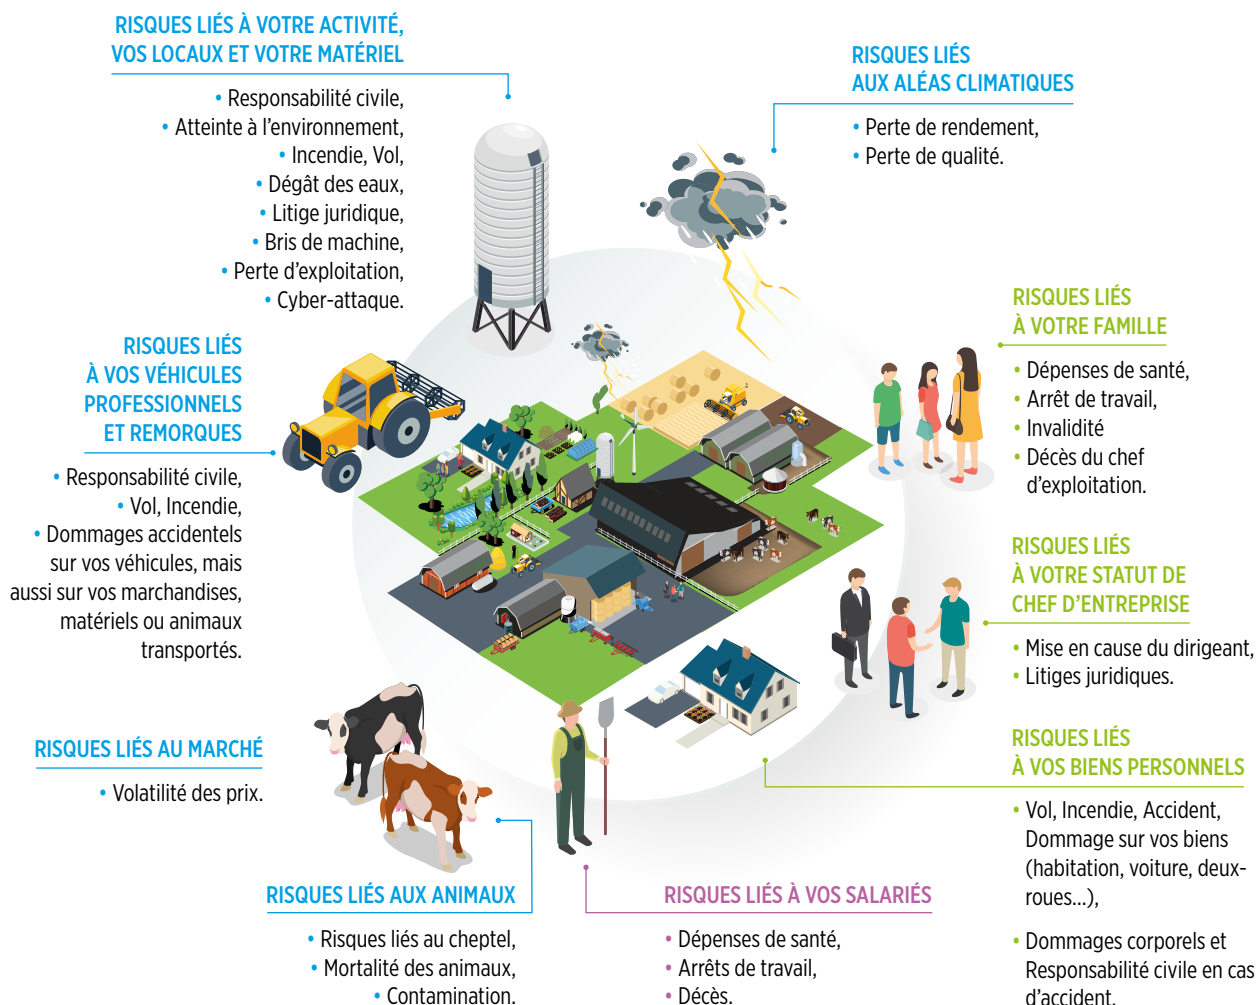 RISQUES LIÉS À VOTRE ACTIVITÉ,
VOS LOCAUX ET VOTRE MATÉRIEL
• Responsabilité civile,
• Atteinte à l'environnement,
• Incendie, Vol,
• Dégât des eaux,
• Litige juridique,
• Bris de machine,
• Perte d'exploitation,
• Cyber-attaque.
RISQUES LIÉS
AUX ALÉAS CLIMATIQUES
• Perte de rendement,
• Perte de qualité.
RISQUES LIÉS
À VOS VÉHICULES
PROFESSIONNELS
ET REMORQUES
• Responsabilité civile,
• Vol, Incendie,
• Dommages accidentels
sur vos véhicules, mais
aussi sur vos marchandises,
matériels ou animaux
transportés.
RISQUES LIÉS
À VOTRE FAMILLE
• Dépenses de santé,
• Arrêt de travail,
• Invalidité
• Décès du chef
d'exploitation.
RISQUES LIÉS
À VOTRE STATUT DE
CHEF D'ENTREPRISE
• Mise en cause du dirigeant,
• Litiges juridiques.
RISQUES LIÉS AU MARCHÉ
• Volatilité des prix.
RISQUES LIÉS
À VOS BIENS PERSONNELS
• Vol, Incendie, Accident,
Dommage sur vos biens
(habitation, voiture, deux-
roues...),
• Dommages corporels et
Responsabilité civile en cas
d'accident.
RISQUES LIÉS AUX ANIMAUX
• Risques liés au cheptel,
• Mortalité des animaux,
• Contamination.
RISQUES LIÉS À VOS SALARIÉS
• Dépenses de santé,
• Arrêts de travail,
• Décès.